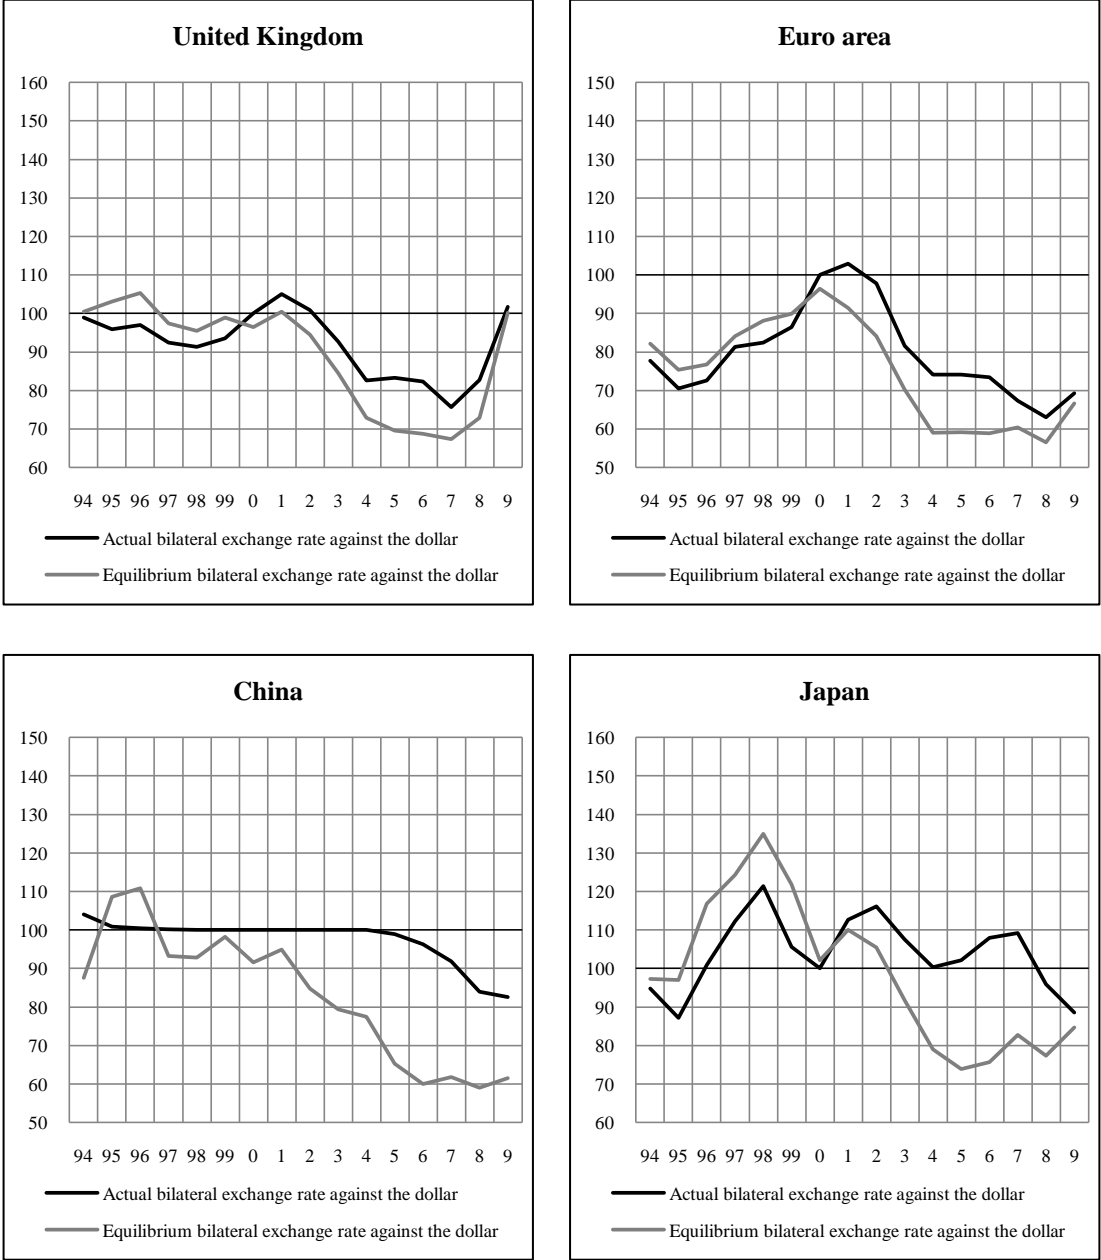 United Kingdom
160
150
140
130
120
110
100
90
80
70
60
94 95 96 97 98 99 0 1 2 3 4 5 6 7 8 9
Actual bilateral exchange rate against the dollar
Equilibrium bilateral exchange rate against the dollar
Euro area
150
140
130
120
110
100
90
80
70
60
50
94 95 96 97 98 99 0 1 2 3 4 5 6 7 8 9
Actual bilateral exchange rate against the dollar
Equilibrium bilateral exchange rate against the dollar
China
150
140
130
120
110
100
90
80
70
60
50
94 95 96 97 98 99 0 1 2 3 4 5 6 7 8 9
Actual bilateral exchange rate against the dollar
Equilibrium bilateral exchange rate against the dollar
Japan
160
150
140
130
120
110
100
90
80
70
60
94 95 96 97 98 99 0 1 2 3 4 5 6 7 8 9
Actual bilateral exchange rate against the dollar
Equilibrium bilateral exchange rate against the dollar